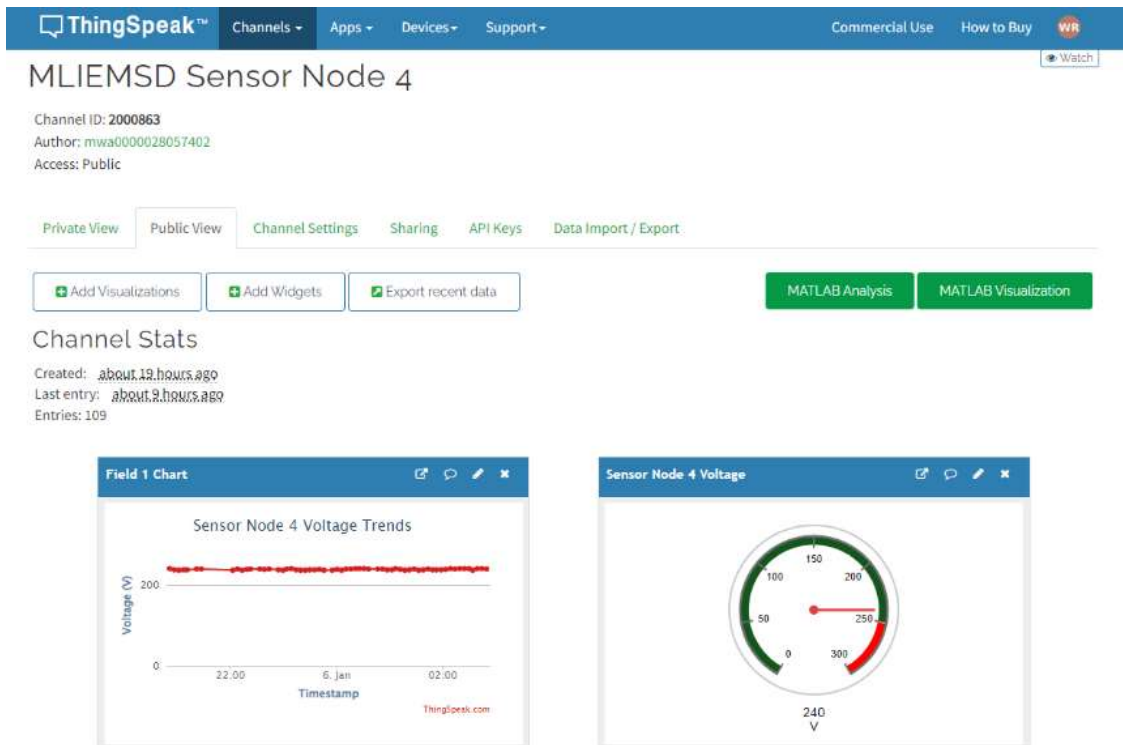 ThingSpeak™ Channels Apps Devices Support Commercial Use How to Buy WR
Watch
MLIEMSD Sensor Node 4
Channel ID: 2000863
Author: mwa0000028057402
Access: Public
Private View Public View Channel Settings Sharing API Keys Data Import / Export
Add Visualizations Add Widgets Export recent data MATLAB Analysis MATLAB Visualization
Channel Stats
Created: about 19 hours ago
Last entry: about 9 hours ago
Entries: 109
Field 1 Chart
Sensor Node 4 Voltage Trends
Voltage (V)
200
0
22:00 6. Jan 02:00
Timestamp
ThingSpeak.com
Sensor Node 4 Voltage
150
100 200
50 250
0 300
240
V